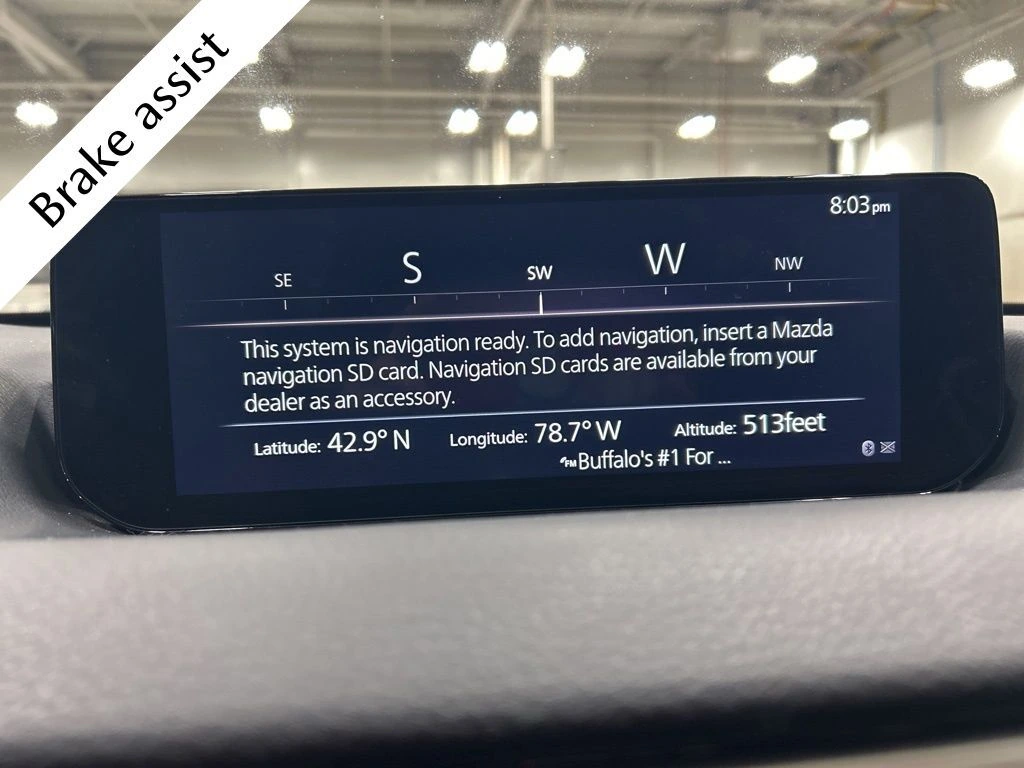 Brake assist
8:03pm
SE S SW W NW
This system is navigation ready. To add navigation, insert a Mazda
navigation SD card. Navigation SD cards are available from your
dealer as an accessory.
Latitude: 42.9° N Longitude: 78.7° W Altitude: 513feet
FM Buffalo's #1 For ...